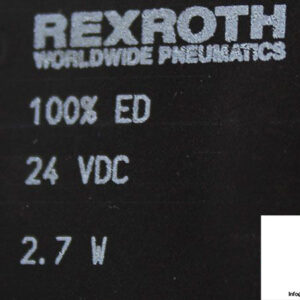 REXROTH
WORLDWIDE PNEUMATICS
100% ED
24 VDC
2.7 W